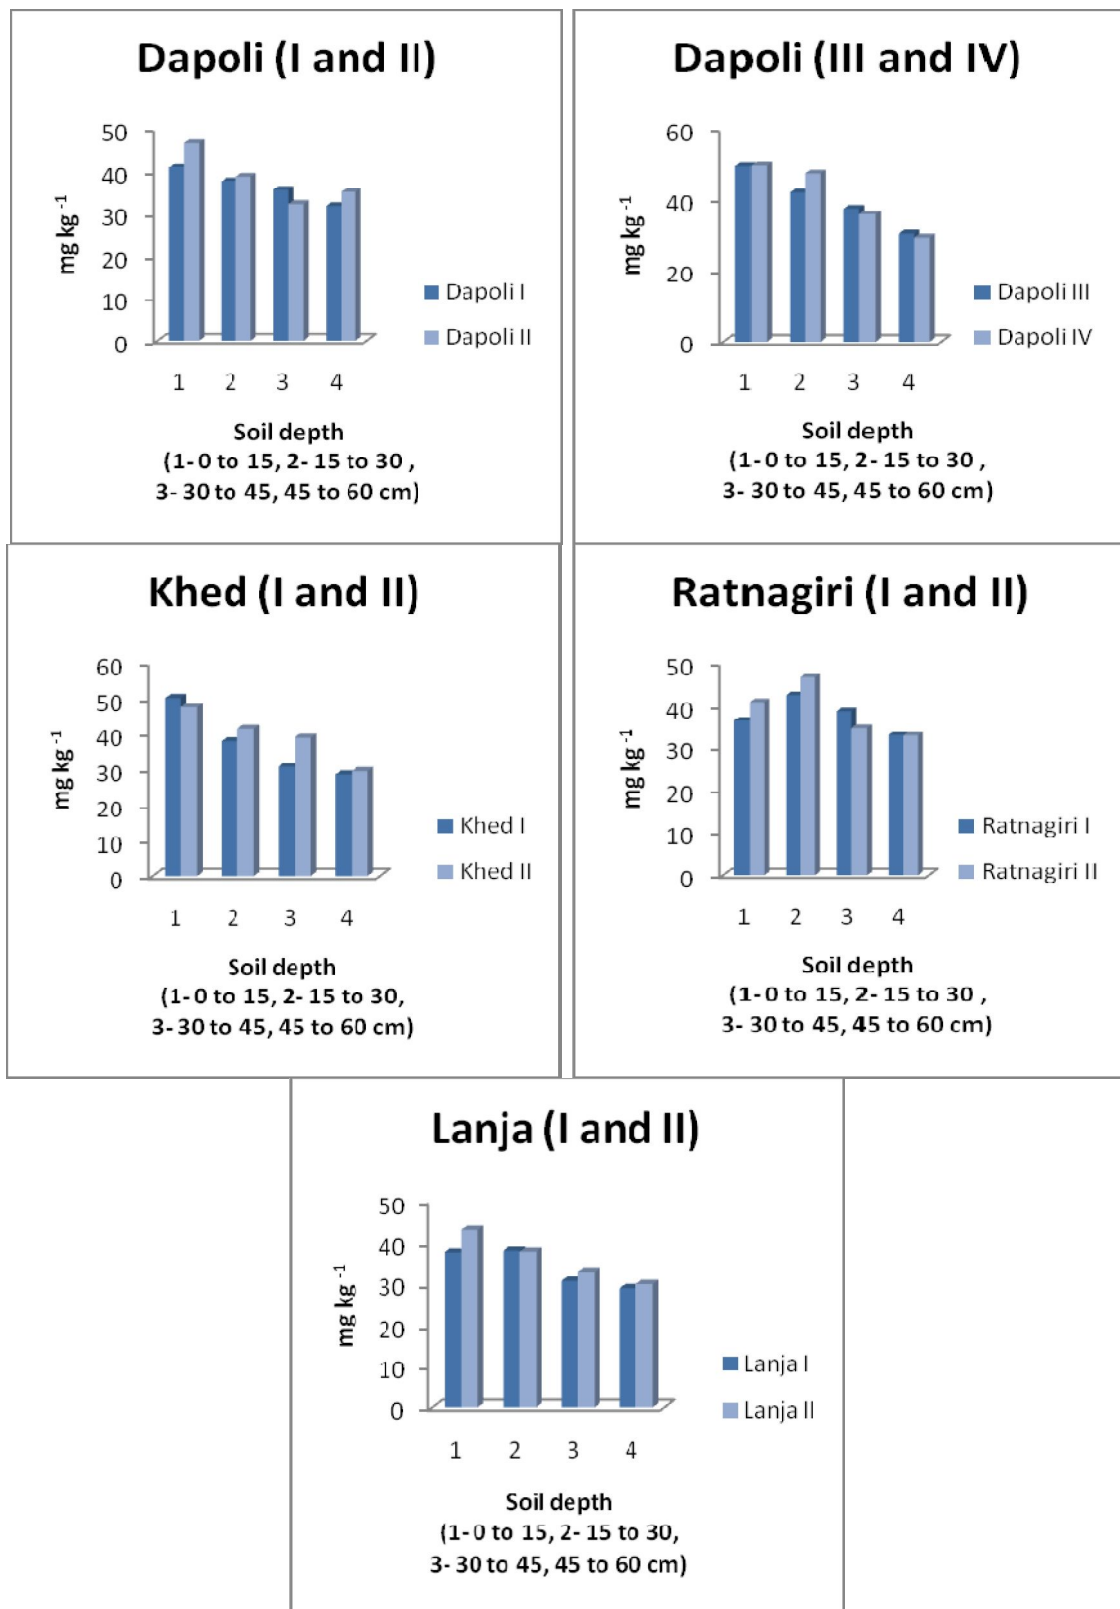 Dapoli (I and II)
50
40
30
20
10
0
mg kg⁻¹
Dapoli I
Dapoli II
1 2 3 4
Soil depth
(1- 0 to 15, 2- 15 to 30 ,
3- 30 to 45, 45 to 60 cm)
Dapoli (III and IV)
60
40
20
0
mg kg⁻¹
Dapoli III
Dapoli IV
1 2 3 4
Soil depth
(1- 0 to 15, 2- 15 to 30 ,
3- 30 to 45, 45 to 60 cm)
Khed (I and II)
60
50
40
30
20
10
0
mg kg⁻¹
Khed I
Khed II
1 2 3 4
Soil depth
(1- 0 to 15, 2- 15 to 30,
3- 30 to 45, 45 to 60 cm)
Ratnagiri (I and II)
50
40
30
20
10
0
mg kg⁻¹
Ratnagiri I
Ratnagiri II
1 2 3 4
Soil depth
(1- 0 to 15, 2- 15 to 30 ,
3- 30 to 45, 45 to 60 cm)
Lanja (I and II)
50
40
30
20
10
0
mg kg⁻¹
Lanja I
Lanja II
1 2 3 4
Soil depth
(1- 0 to 15, 2- 15 to 30,
3- 30 to 45, 45 to 60 cm)